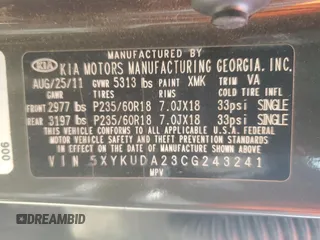 KIA KIA MOTORS MANUFACTURING GEORGIA, INC.
AUG/25/11 GVWR 5313 lbs PAINT XMK TRIM VA
GAWR TIRES RIMS COLD TIRE INFLATION
FRONT 2977 lbs P235/60R18 7.0JX18 33psi SINGLE
REAR 3197 lbs P235/60R18 7.0JX18 33psi SINGLE
THIS VEHICLE CONFORMS TO ALL APPLICABLE U.S. FEDERAL
MOTOR VEHICLE SAFETY AND THEFT PREVENTION STANDARDS
IN EFFECT ON THE DATE OF MANUFACTURE SHOWN ABOVE
VIN 5XYKUDA23CG243241
MPV
900
DREAMBID